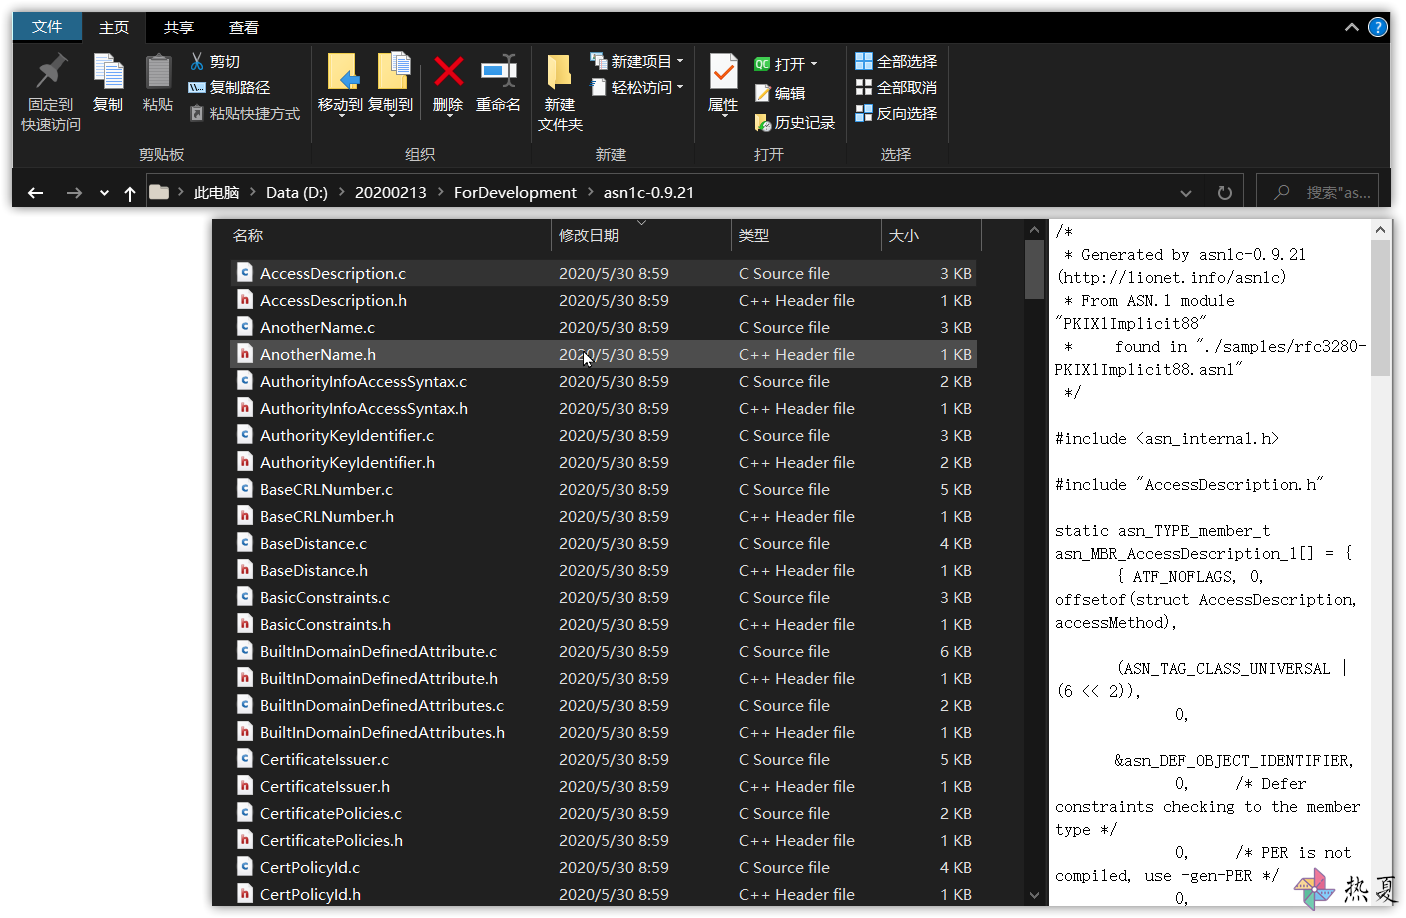 文件 主页 共享 查看
固定到
快速访问
复制
粘贴
剪切
复制路径
粘贴快捷方式
剪贴板
移动到 复制到
删除 重命名
组织
新建
文件夹
新建项目
轻松访问
新建
属性
打开
编辑
历史记录
打开
全部选择
全部取消
反向选择
选择
此电脑 > Data (D:) > 20200213 > ForDevelopment > asn1c-0.9.21
搜索"as...
名称 修改日期 类型 大小
AccessDescription.c 2020/5/30 8:59 C Source file 3 KB
AccessDescription.h 2020/5/30 8:59 C++ Header file 1 KB
AnotherName.c 2020/5/30 8:59 C Source file 3 KB
AnotherName.h 2020/5/30 8:59 C++ Header file 1 KB
AuthorityInfoAccessSyntax.c 2020/5/30 8:59 C Source file 2 KB
AuthorityInfoAccessSyntax.h 2020/5/30 8:59 C++ Header file 1 KB
AuthorityKeyIdentifier.c 2020/5/30 8:59 C Source file 3 KB
AuthorityKeyIdentifier.h 2020/5/30 8:59 C++ Header file 2 KB
BaseCRLNumber.c 2020/5/30 8:59 C Source file 5 KB
BaseCRLNumber.h 2020/5/30 8:59 C++ Header file 1 KB
BaseDistance.c 2020/5/30 8:59 C Source file 4 KB
BaseDistance.h 2020/5/30 8:59 C++ Header file 1 KB
BasicConstraints.c 2020/5/30 8:59 C Source file 3 KB
BasicConstraints.h 2020/5/30 8:59 C++ Header file 1 KB
BuiltInDomainDefinedAttribute.c 2020/5/30 8:59 C Source file 6 KB
BuiltInDomainDefinedAttribute.h 2020/5/30 8:59 C++ Header file 1 KB
BuiltInDomainDefinedAttributes.c 2020/5/30 8:59 C Source file 2 KB
BuiltInDomainDefinedAttributes.h 2020/5/30 8:59 C++ Header file 1 KB
CertificateIssuer.c 2020/5/30 8:59 C Source file 5 KB
CertificateIssuer.h 2020/5/30 8:59 C++ Header file 1 KB
CertificatePolicies.c 2020/5/30 8:59 C Source file 2 KB
CertificatePolicies.h 2020/5/30 8:59 C++ Header file 1 KB
CertPolicyId.c 2020/5/30 8:59 C Source file 4 KB
CertPolicyId.h 2020/5/30 8:59 C++ Header file 1 KB
/*
* Generated by asn1c-0.9.21
(http://lionet.info/asn1c)
* From ASN.1 module
"PKIX1Implicit88"
* found in "./samples/rfc3280-
PKIX1Implicit88.asn1"
*/
#include <asn_internal.h>
#include "AccessDescription.h"
static asn_TYPE_member_t
asn_MBR_AccessDescription_1[] = {
{ ATF_NOFLAGS, 0,
offsetof(struct AccessDescription,
accessMethod),
(ASN_TAG_CLASS_UNIVERSAL |
(6 << 2)),
0,
&asn_DEF_OBJECT_IDENTIFIER,
0, /* Defer
constraints checking to the member
type */
0, /* PER is not
compiled, use -gen-PER */
0,
热夏